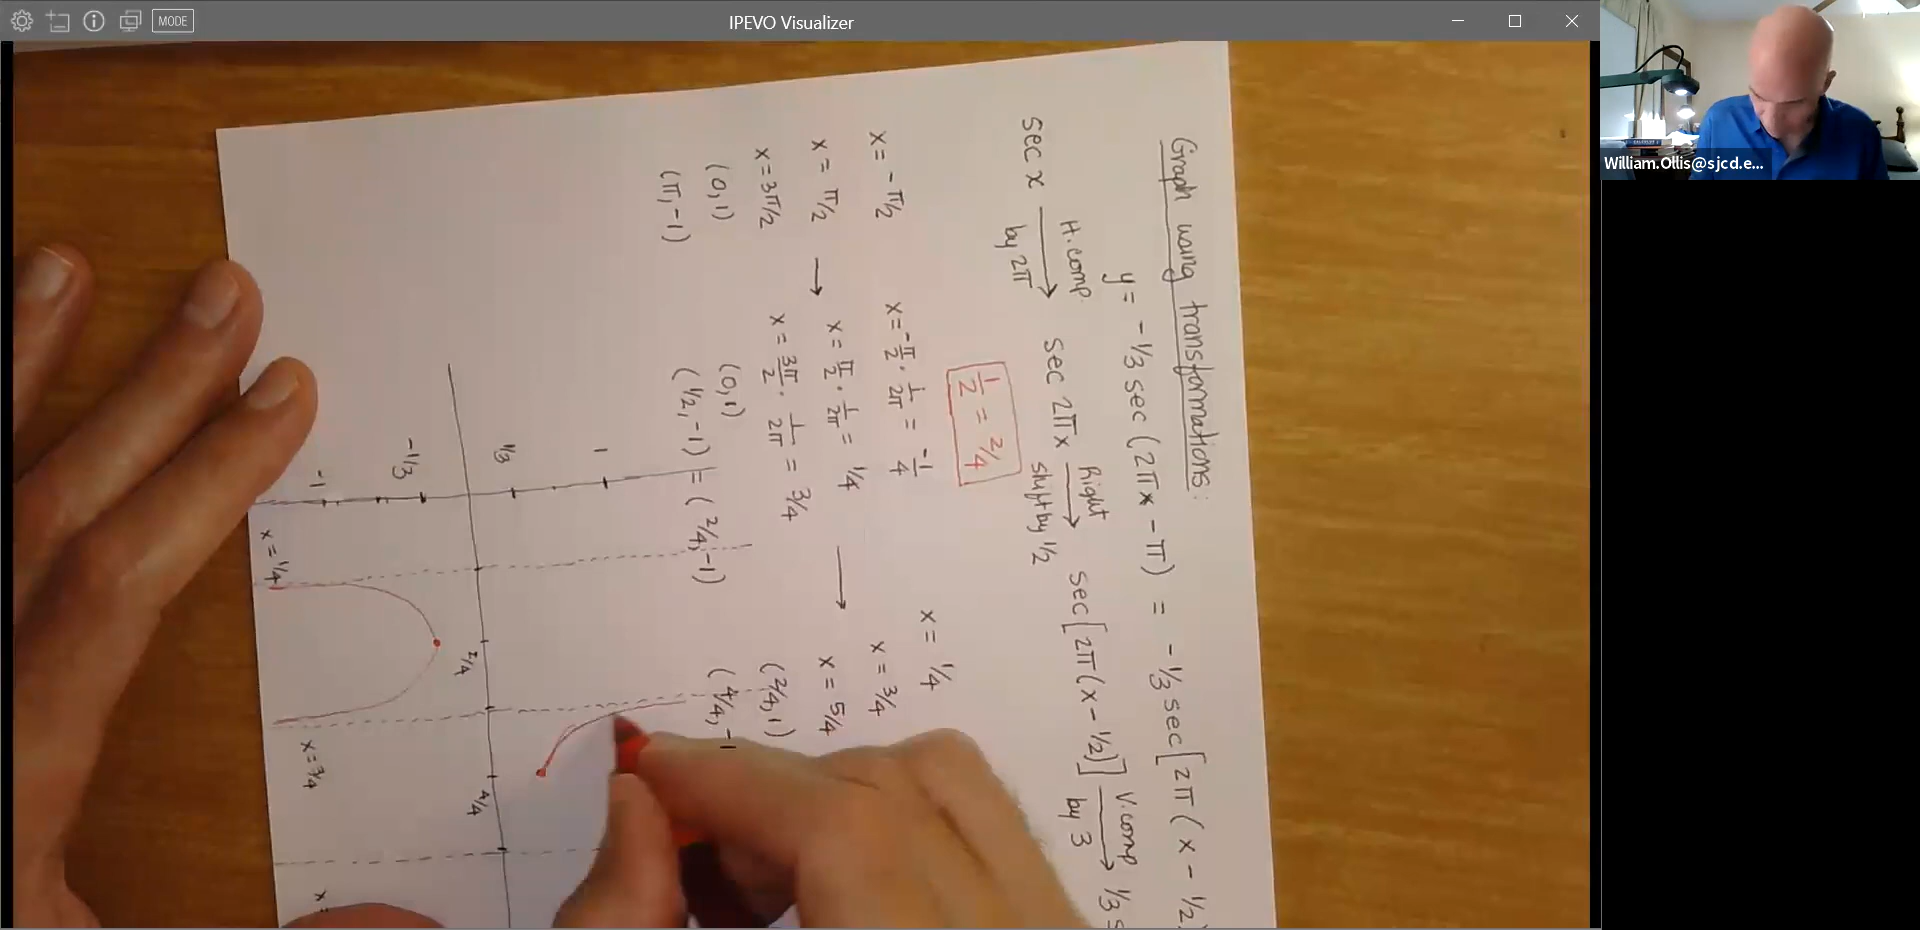 MODE
IPEVO Visualizer
William.Ollis@sjcd.e...
Graph using transformations:
y = -1/3 sec (2πx - π) = -1/3 sec[2π(x - 1/2)
sec x H. comp. by 2π → sec 2πx Right shift by 1/2 → sec[2π(x - 1/2)] V. comp by 3 → 1/3 s
1/2 = 2/4
x = -π/2
x = π/2
x = 3π/2
(0, 1)
(π, -1)
→
x = -π/2 · 1/2π = -1/4
x = π/2 · 1/2π = 1/4
x = 3π/2 · 1/2π = 3/4
(0, 1)
(1/2, -1) = (2/4, -1)
→
x = 1/4
x = 3/4
x = 5/4
(2/4, 1)
(4/4, -1
1
1/3
-1/3
-1
2/4
4/4
x = 1/4
x = 3/4
x =